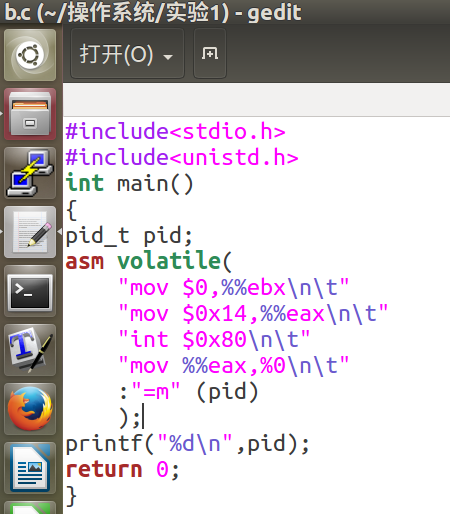 b.c (~/操作系统/实验1) - gedit
打开(O)
#include<stdio.h>
#include<unistd.h>
int main()
{
pid_t pid;
asm volatile(
    "mov $0,%%ebx\n\t"
    "mov $0x14,%%eax\n\t"
    "int $0x80\n\t"
    "mov %%eax,%0\n\t"
    :"=m" (pid)
    );
printf("%d\n",pid);
return 0;
}